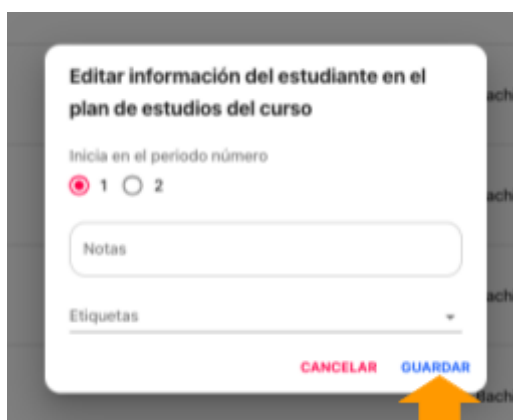 Editar información del estudiante en el
plan de estudios del curso
Inicia en el periodo número
1 2
Notas
Etiquetas
CANCELAR GUARDAR